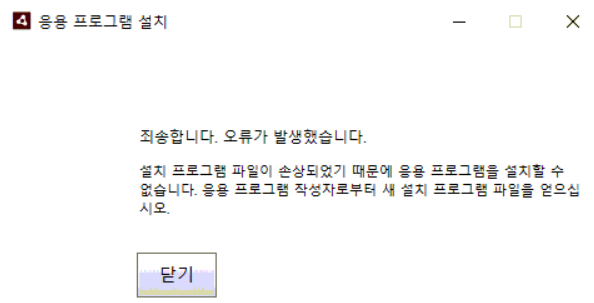 응용 프로그램 설치
죄송합니다. 오류가 발생했습니다.
설치 프로그램 파일이 손상되었기 때문에 응용 프로그램을 설치할 수
없습니다. 응용 프로그램 작성자로부터 새 설치 프로그램 파일을 얻으십
시오.
닫기